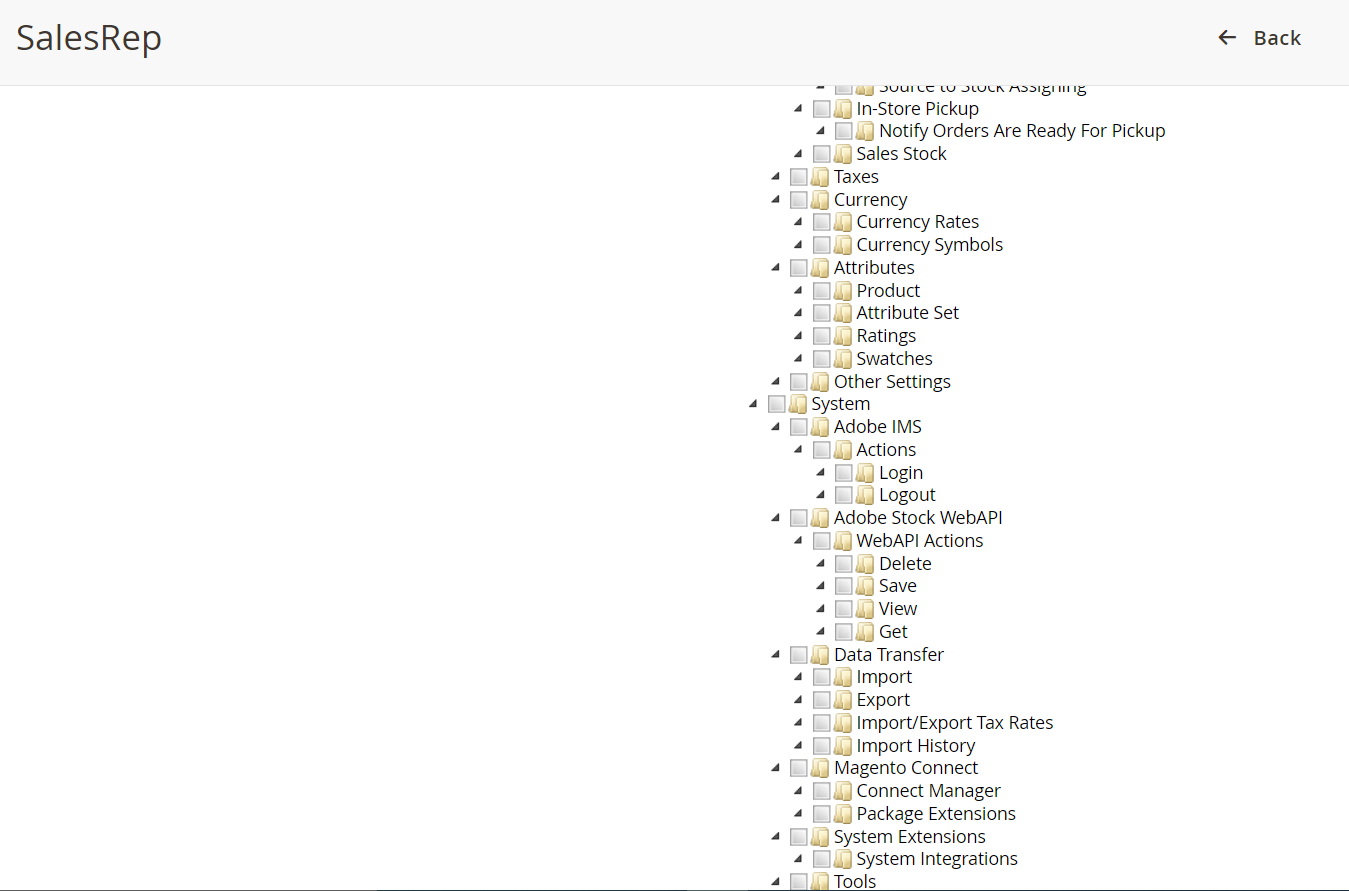 SalesRep
Back
Source to Stock Assigning
In-Store Pickup
Notify Orders Are Ready For Pickup
Sales Stock
Taxes
Currency
Currency Rates
Currency Symbols
Attributes
Product
Attribute Set
Ratings
Swatches
Other Settings
System
Adobe IMS
Actions
Login
Logout
Adobe Stock WebAPI
WebAPI Actions
Delete
Save
View
Get
Data Transfer
Import
Export
Import/Export Tax Rates
Import History
Magento Connect
Connect Manager
Package Extensions
System Extensions
System Integrations
Tools